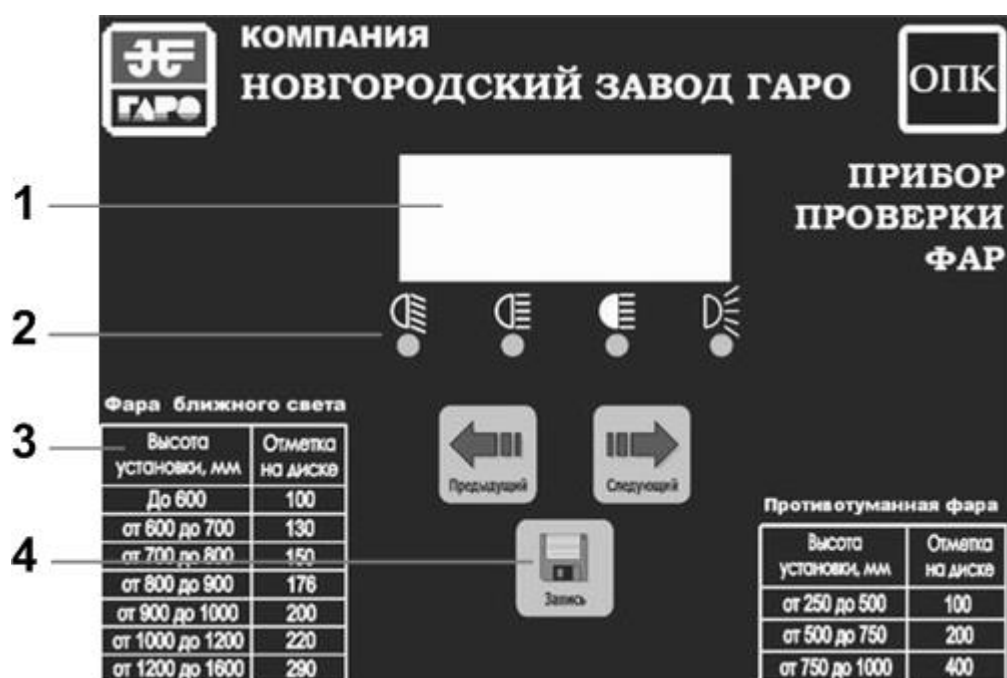 КОМПАНИЯ
НОВГОРОДСКИЙ ЗАВОД ГАРО
ГАРО
ОПК
ПРИБОР
ПРОВЕРКИ
ФАР
1
2
3
4
Фара ближнего света
Высота установки, мм Отметка на диске
До 600 100
от 600 до 700 130
от 700 до 800 150
от 800 до 900 176
от 900 до 1000 200
от 1000 до 1200 220
от 1200 до 1600 290
Предыдущий
Следующий
Запись
Противотуманная фара
Высота установки, мм Отметка на диске
от 250 до 500 100
от 500 до 750 200
от 750 до 1000 400